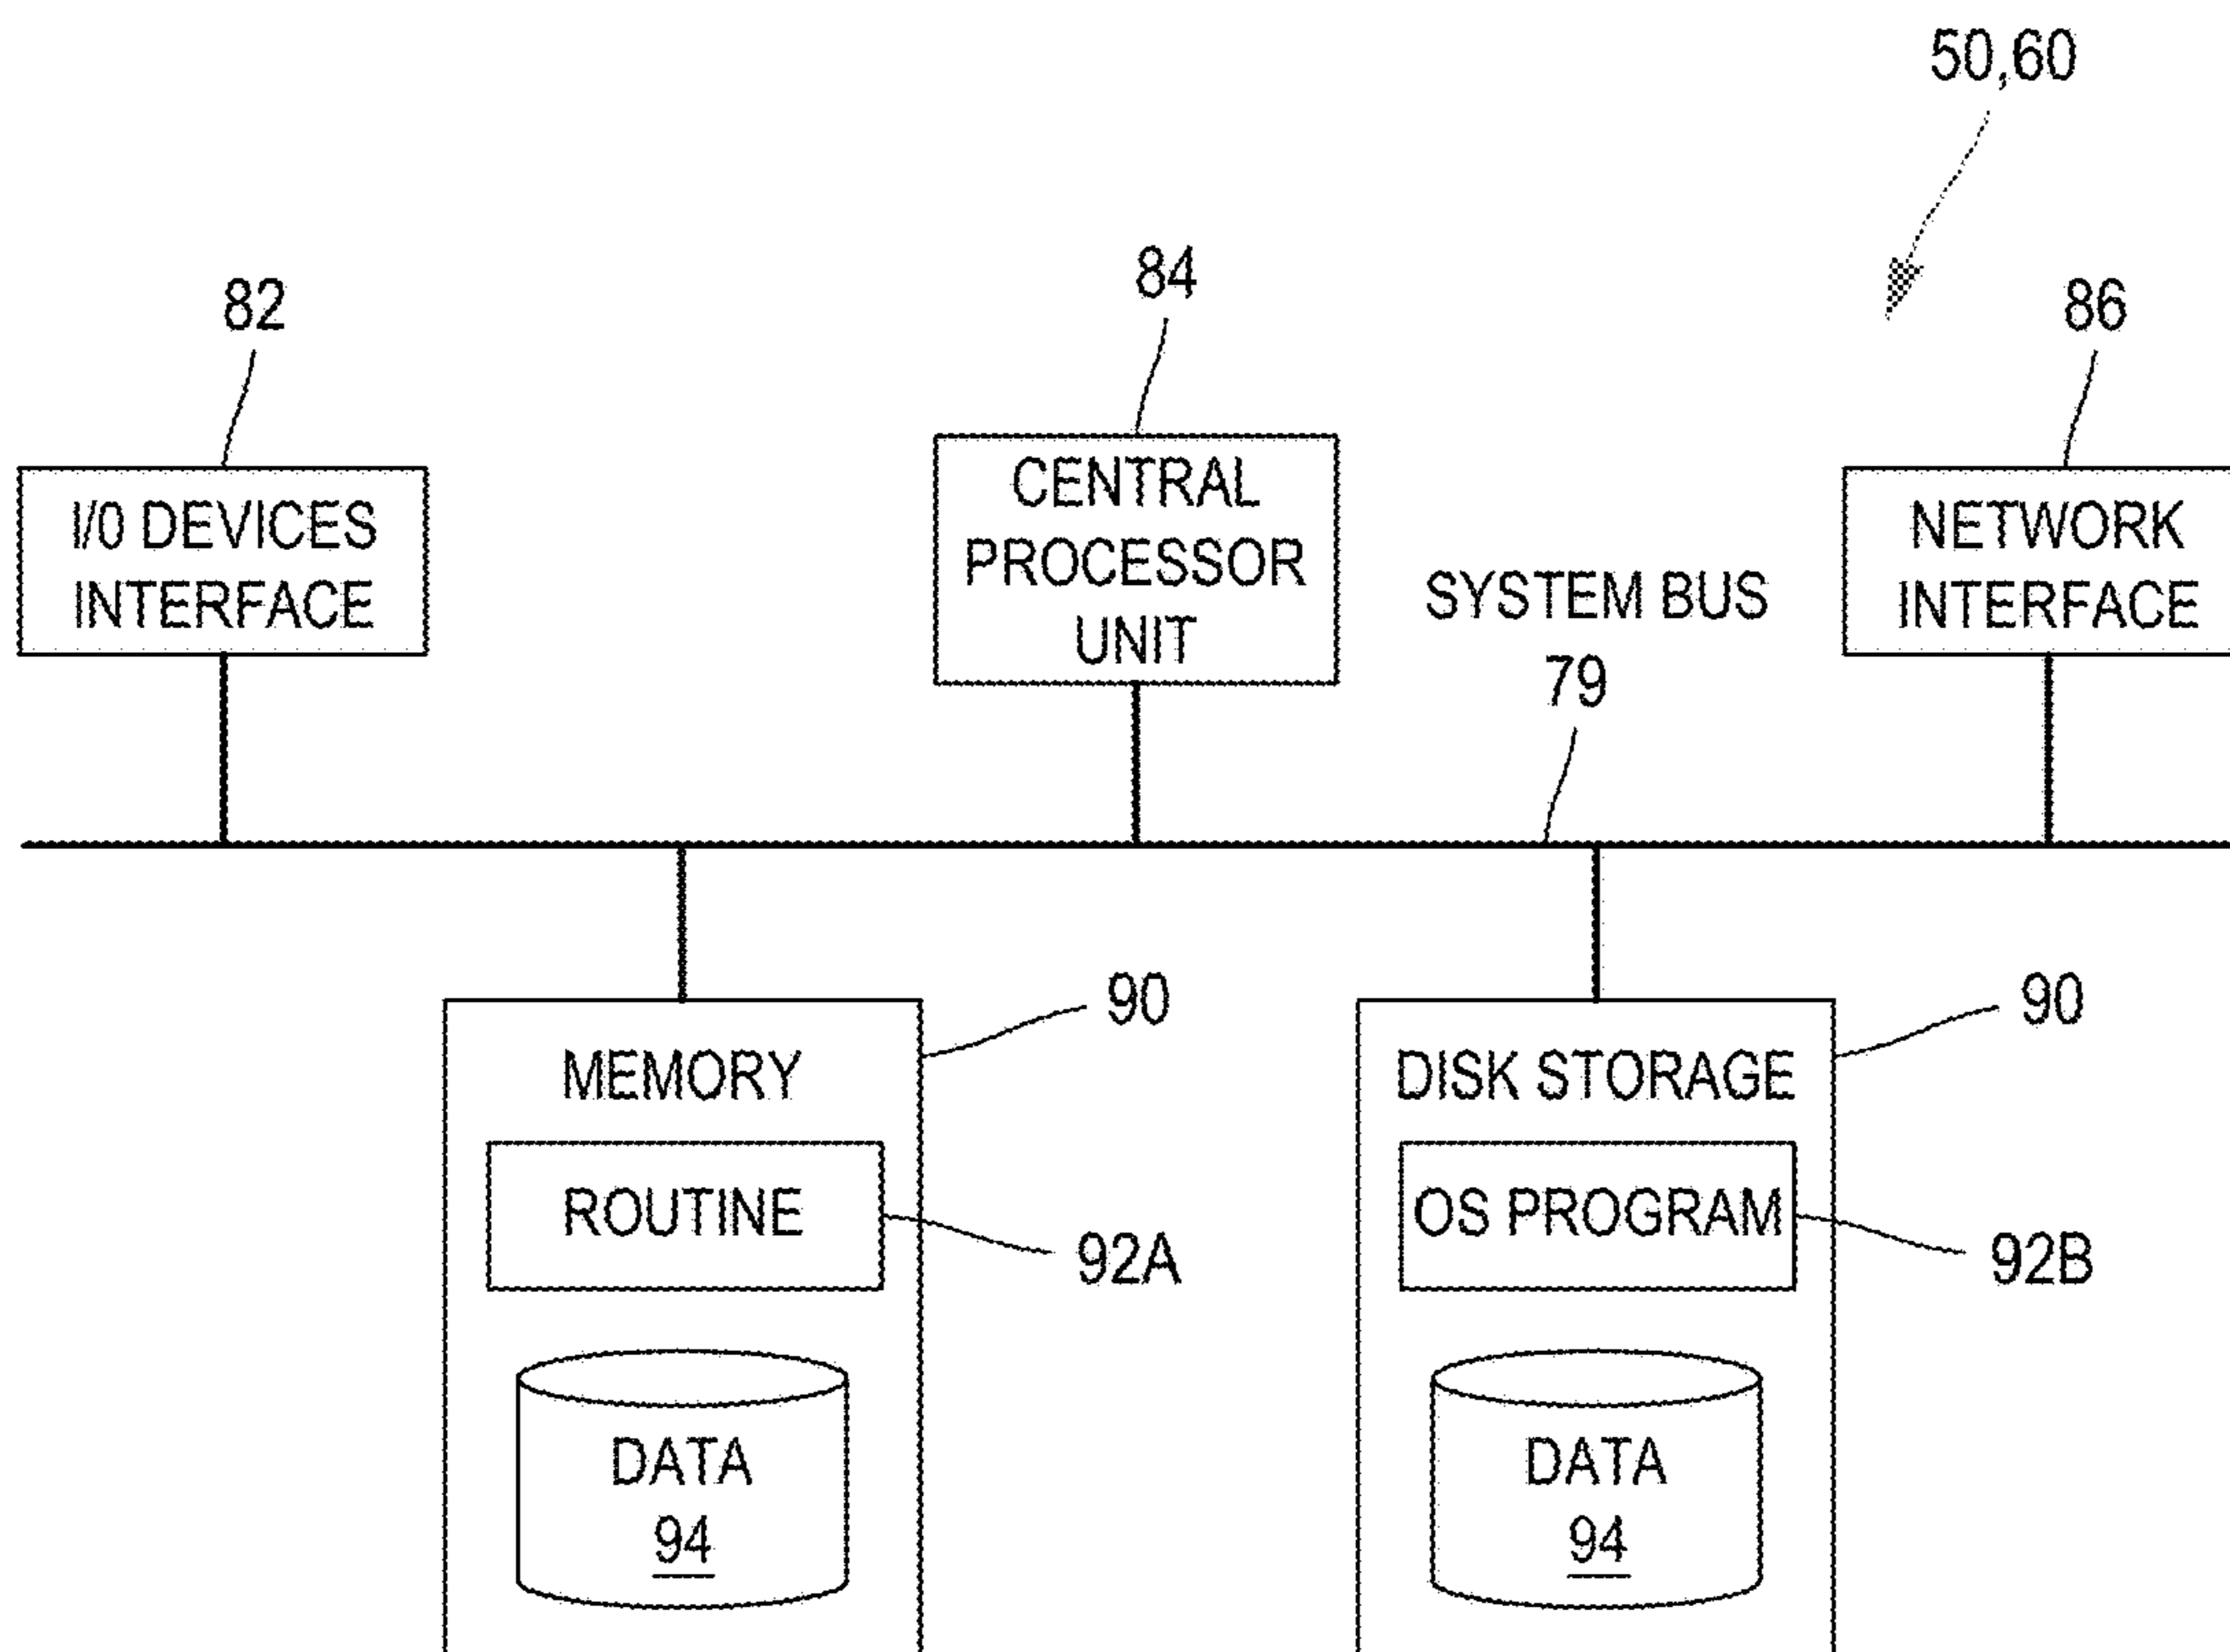 50,60
82
84
86
I/0 DEVICES
INTERFACE
CENTRAL
PROCESSOR
UNIT
SYSTEM BUS
79
NETWORK
INTERFACE
90
MEMORY
ROUTINE
92A
DATA
94
90
DISK STORAGE
OS PROGRAM
92B
DATA
94